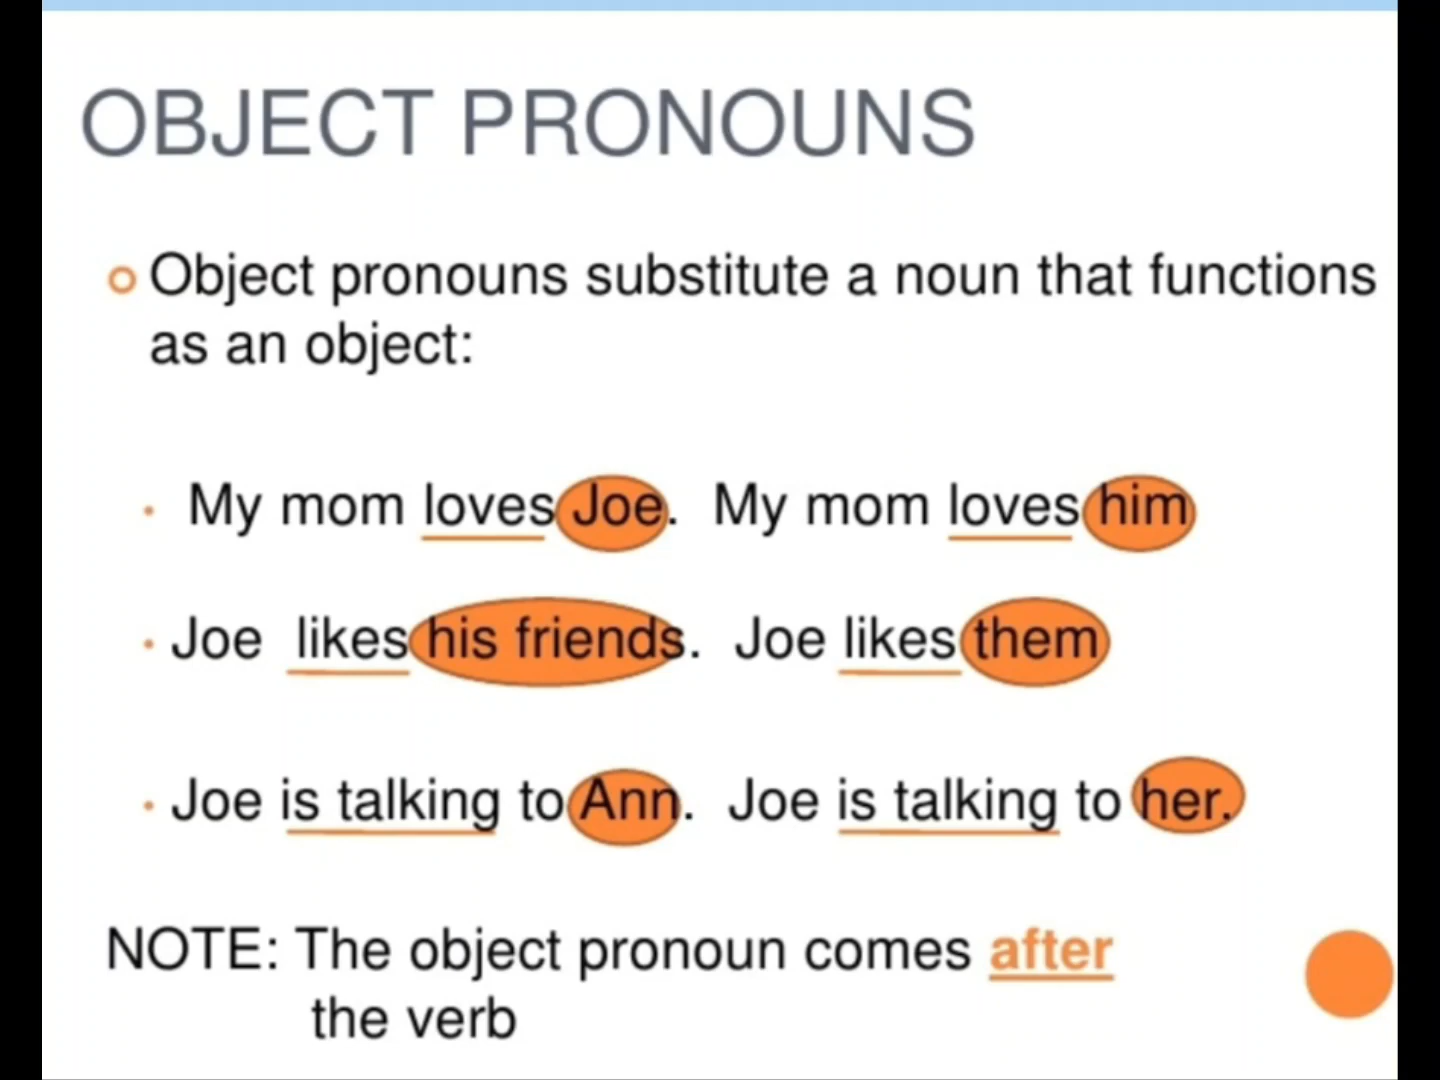 OBJECT PRONOUNS
Object pronouns substitute a noun that functions
as an object:
My mom loves Joe. My mom loves him
Joe likes his friends. Joe likes them
Joe is talking to Ann. Joe is talking to her.
NOTE: The object pronoun comes after
the verb